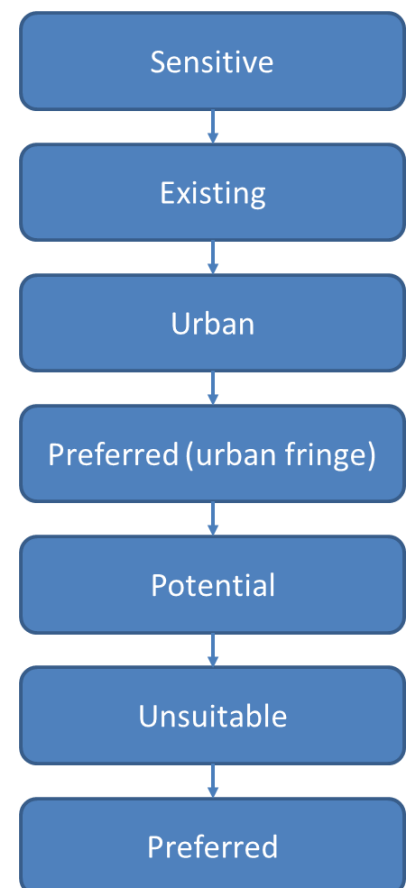 Sensitive
Existing
Urban
Preferred (urban fringe)
Potential
Unsuitable
Preferred